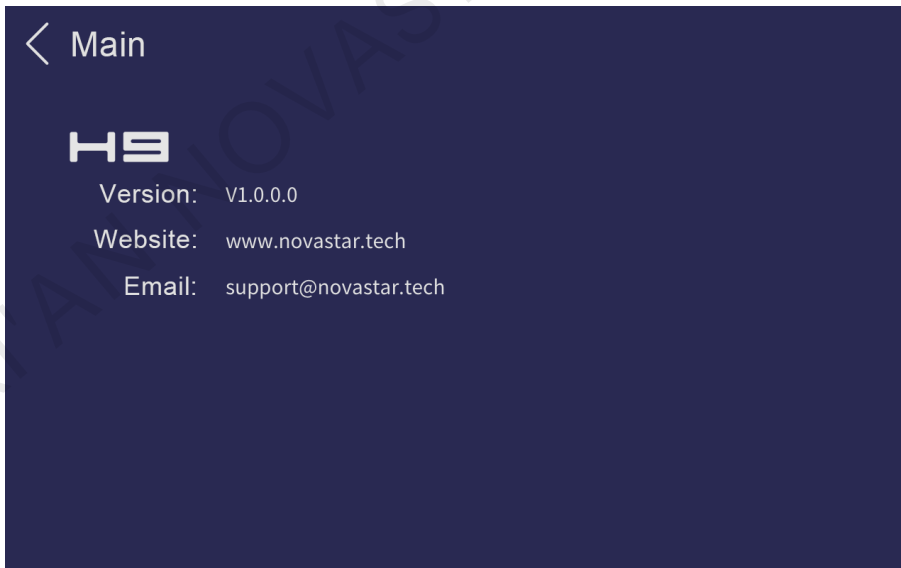 Main
H9
Version: V1.0.0.0
Website: www.novastar.tech
Email: support@novastar.tech